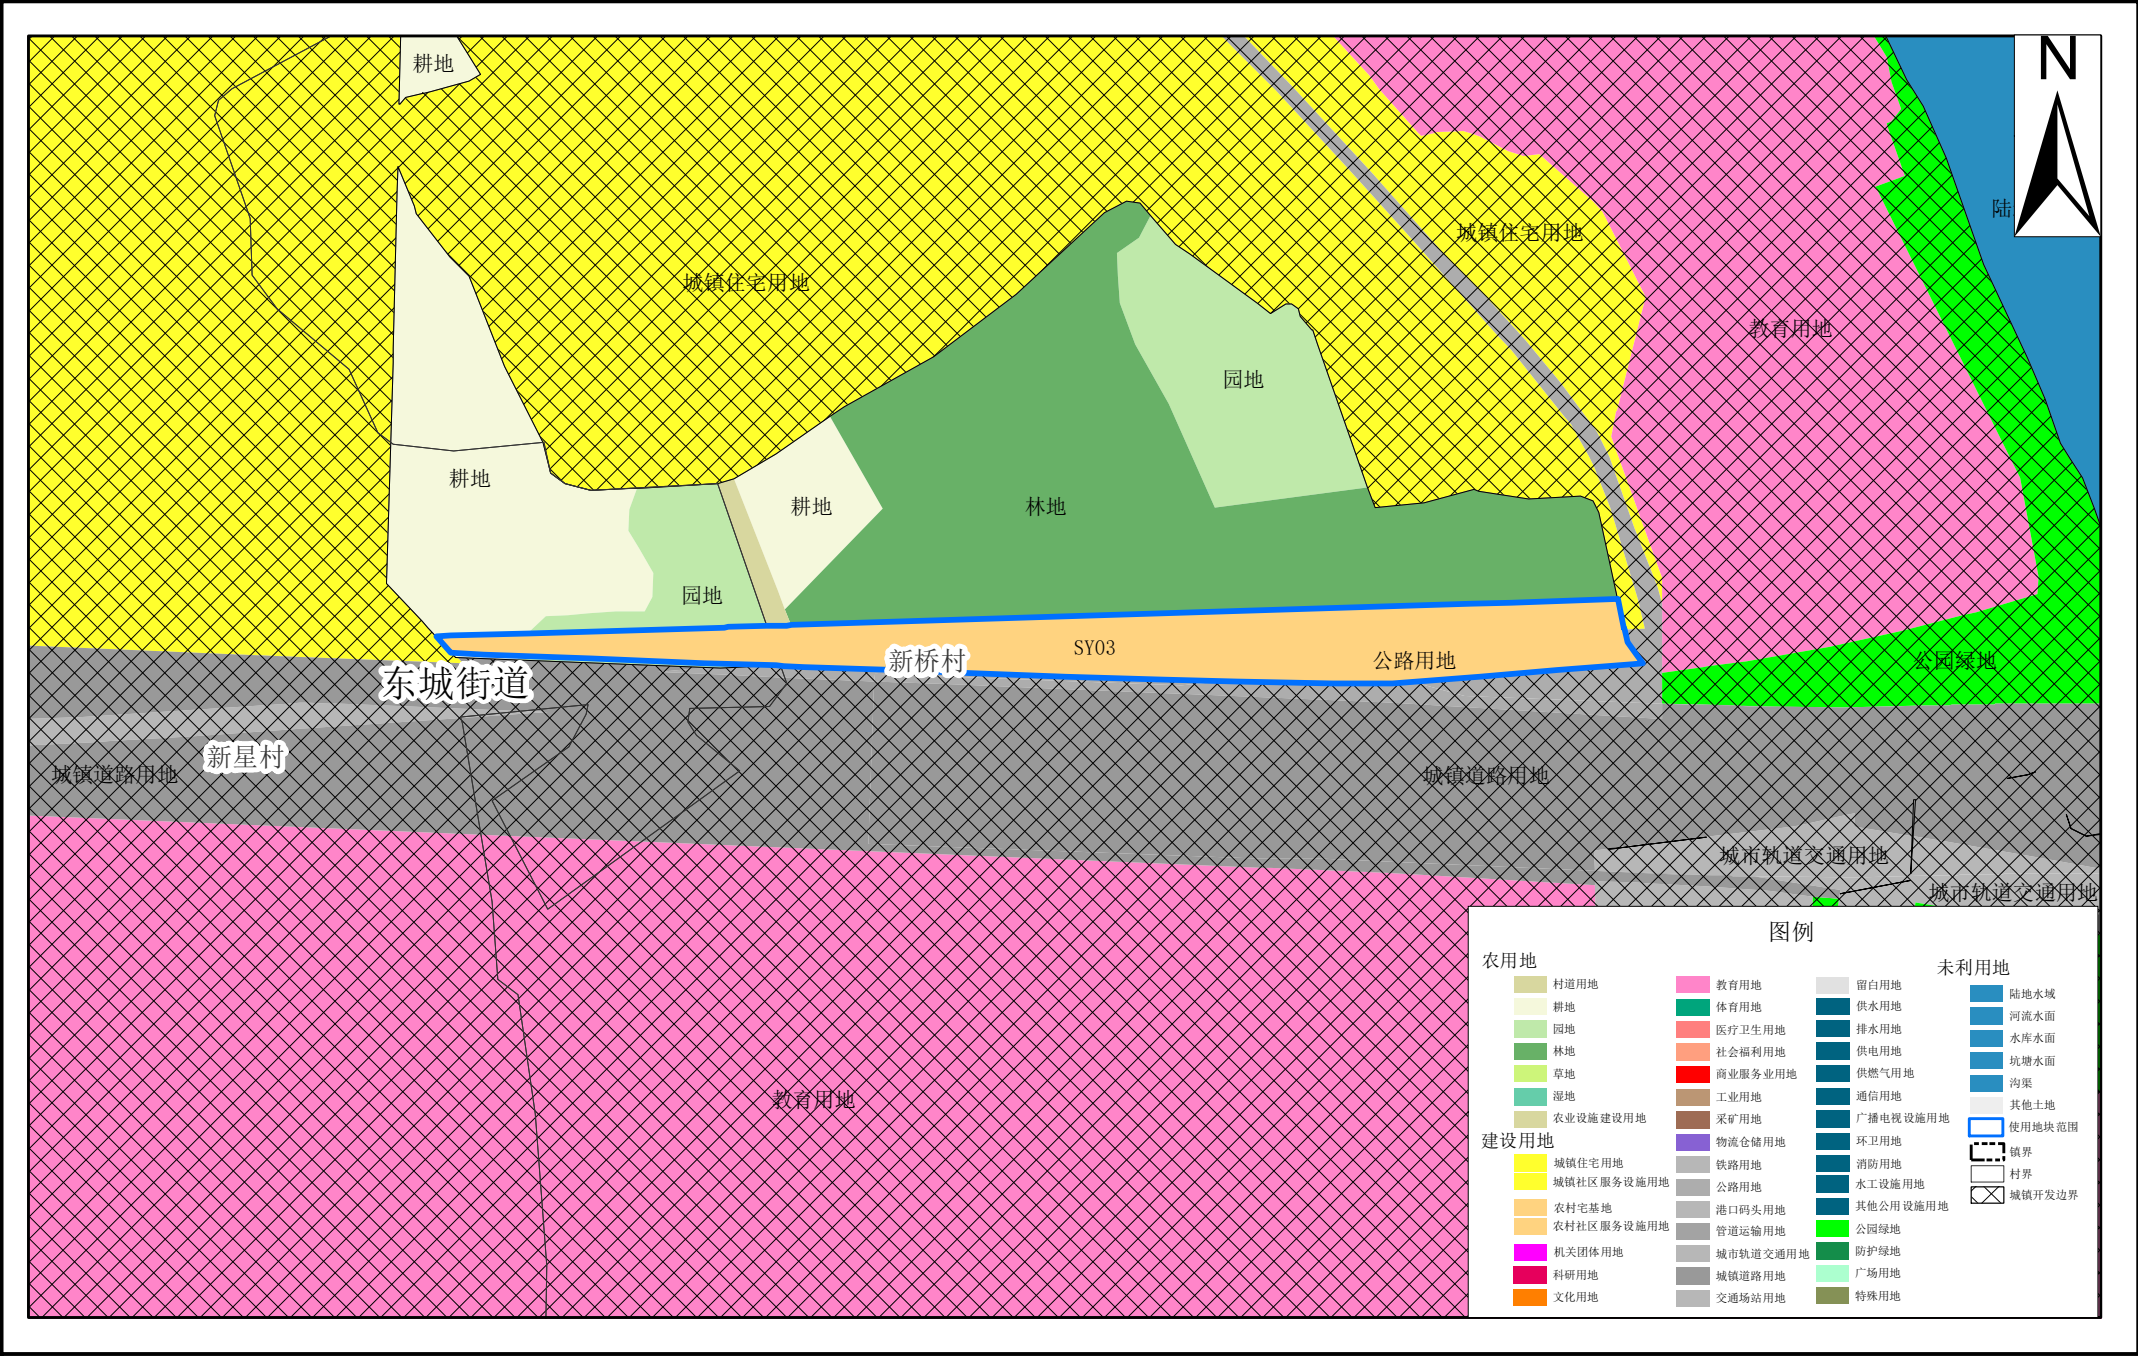 耕地
N
陆
城镇住宅用地
城镇住宅用地
教育用地
园地
耕地
耕地
林地
园地
SY03
新桥村
公路用地
公园绿地
东城街道
新星村
城镇道路用地
城镇道路用地
城市轨道交通用地
城市轨道交通用地
教育用地
图例
农用地
村道用地
耕地
园地
林地
草地
湿地
农业设施建设用地
建设用地
城镇住宅用地
城镇社区服务设施用地
农村宅基地
农村社区服务设施用地
机关团体用地
科研用地
文化用地
教育用地
体育用地
医疗卫生用地
社会福利用地
商业服务业用地
工业用地
采矿用地
物流仓储用地
铁路用地
公路用地
港口码头用地
管道运输用地
城市轨道交通用地
城镇道路用地
交通场站用地
留白用地
供水用地
排水用地
供电用地
供燃气用地
通信用地
广播电视设施用地
环卫用地
消防用地
水工设施用地
其他公用设施用地
公园绿地
防护绿地
广场用地
特殊用地
未利用地
陆地水域
河流水面
水库水面
坑塘水面
沟渠
其他土地
使用地块范围
镇界
村界
城镇开发边界